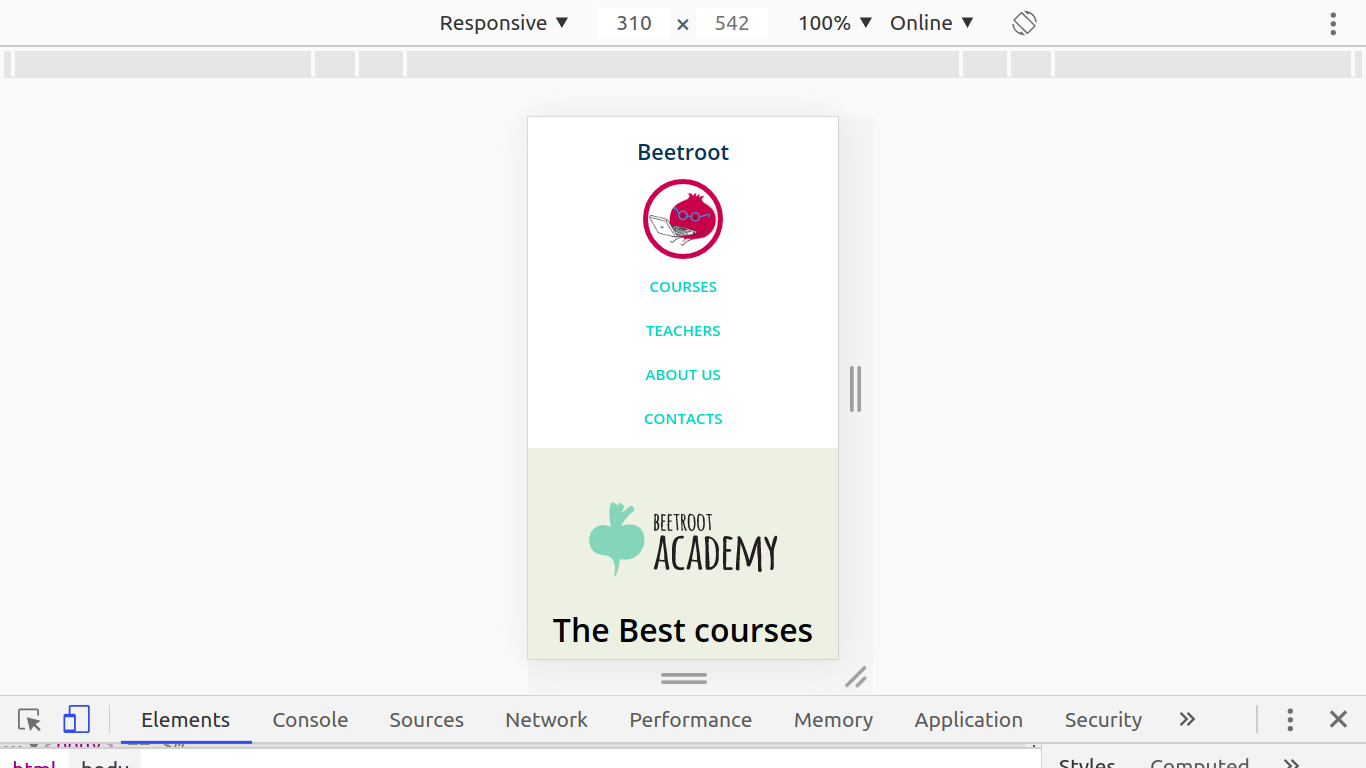 Responsive ▼ 310 × 542 100% ▼ Online ▼
Beetroot
COURSES
TEACHERS
ABOUT US
CONTACTS
BEETROOT
ACADEMY
The Best courses
Elements Console Sources Network Performance Memory Application Security »
html body
Styles Computed »